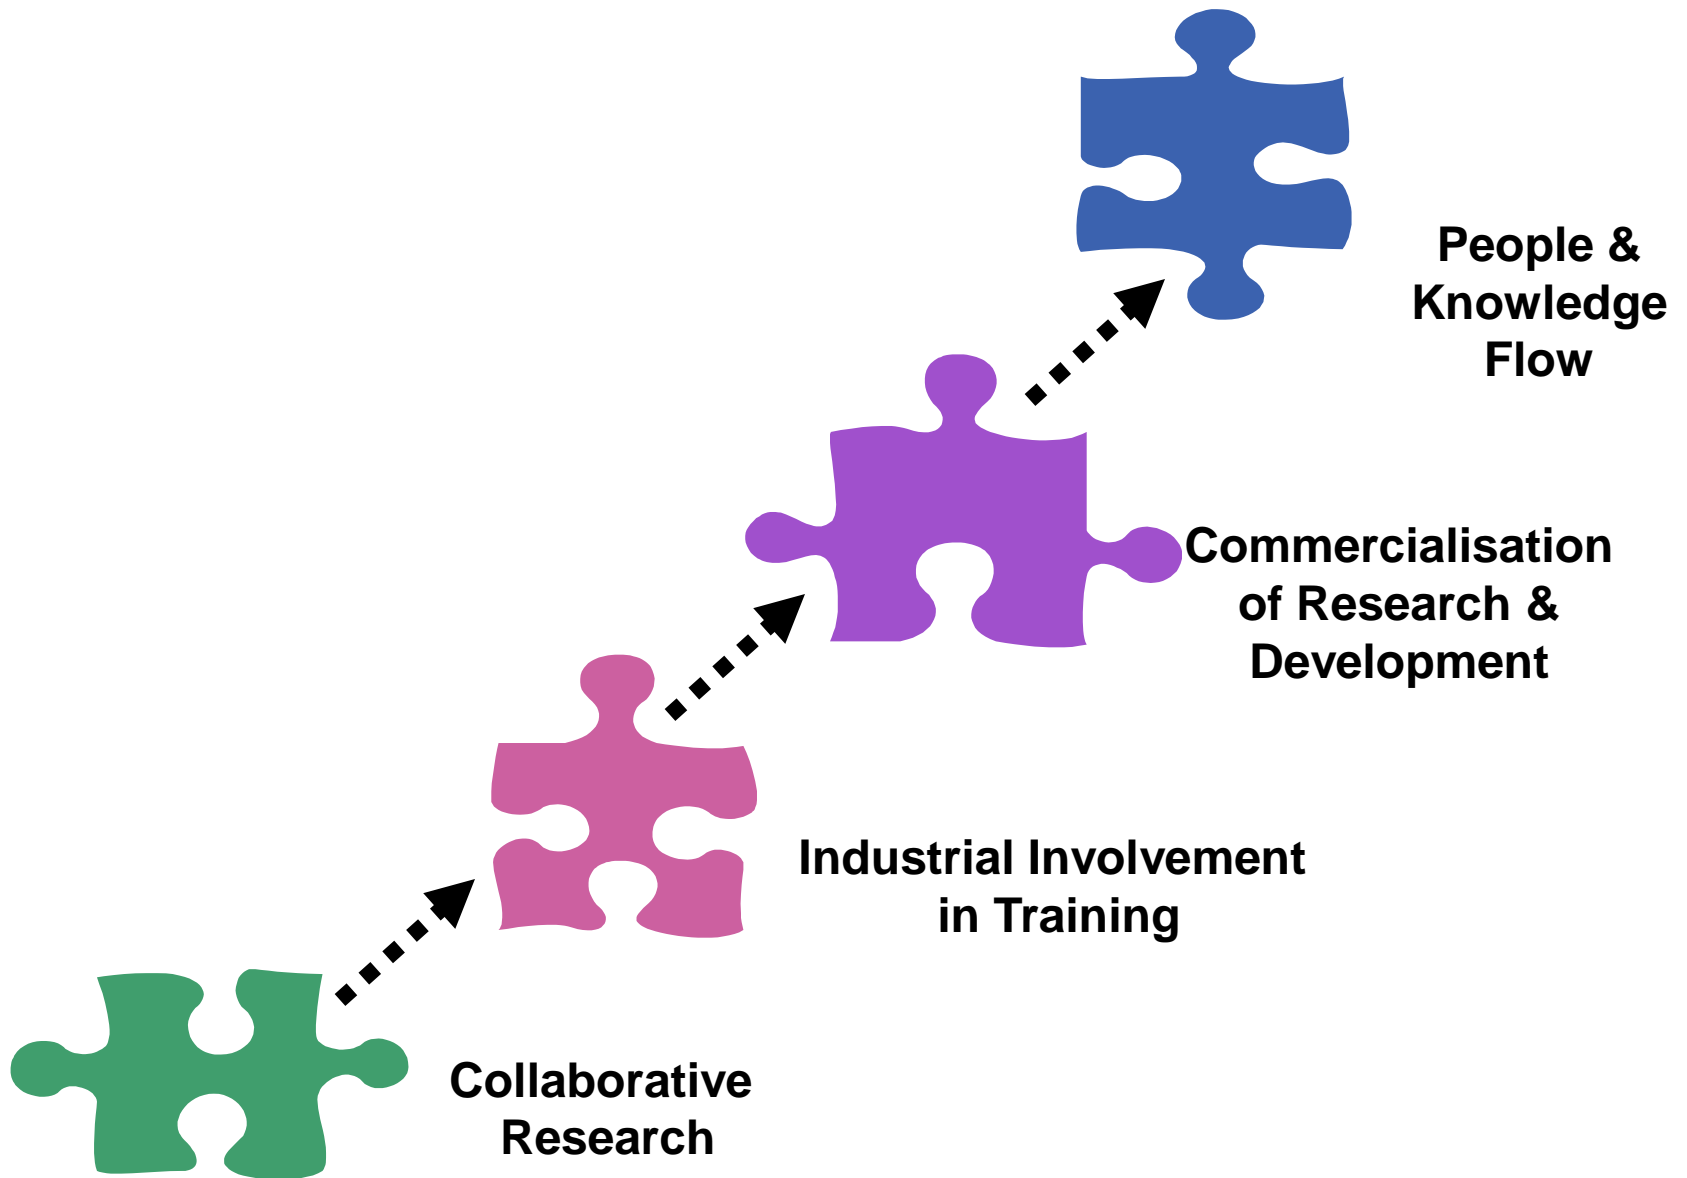 People &
Knowledge
Flow
Commercialisation
of Research &
Development
Industrial Involvement
in Training
Collaborative
Research